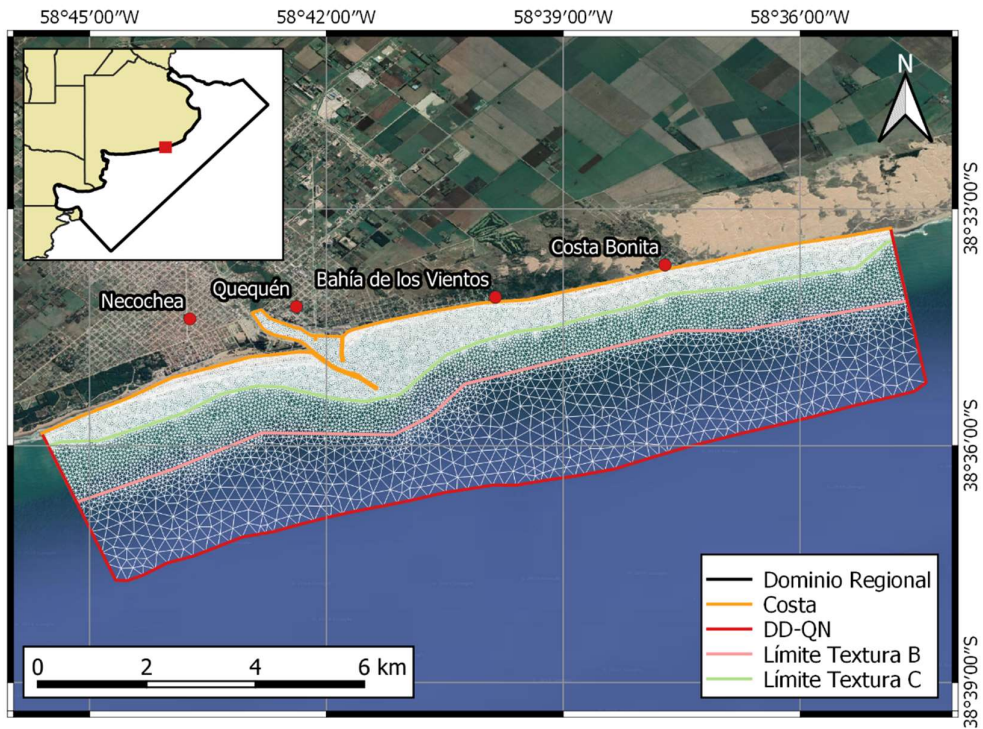 58°45'00''W 58°42'00''W 58°39'00''W 58°36'00''W
N
38°33'00''S
Costa Bonita
Bahía de los Vientos
Quequén
Necochea
38°36'00''S
Dominio Regional
Costa
DD-QN
Límite Textura B
Límite Textura C
0 2 4 6 km
38°39'00''S